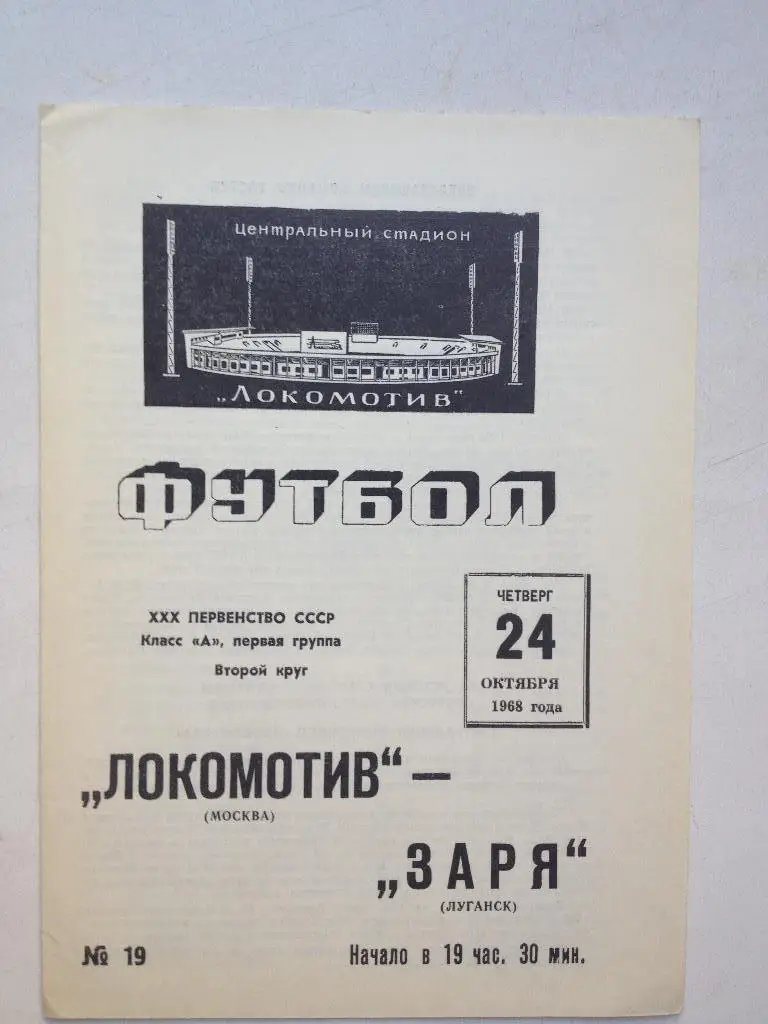 Центральный стадион
„Локомотив“
ФУТБОЛ
XXX ПЕРВЕНСТВО СССР
Класс «А», первая группа
Второй круг
ЧЕТВЕРГ
24
ОКТЯБРЯ
1968 года
„ЛОКОМОТИВ“ —
(МОСКВА)
„ЗАРЯ“
(ЛУГАНСК)
№ 19
Начало в 19 час. 30 мин.